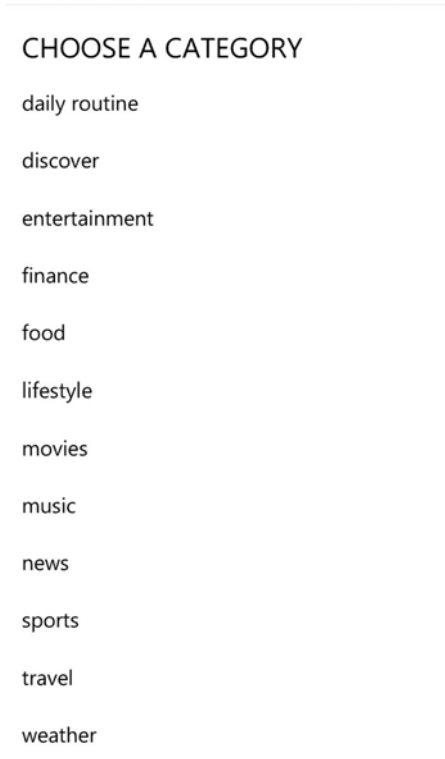 CHOOSE A CATEGORY
daily routine
discover
entertainment
finance
food
lifestyle
movies
music
news
sports
travel
weather